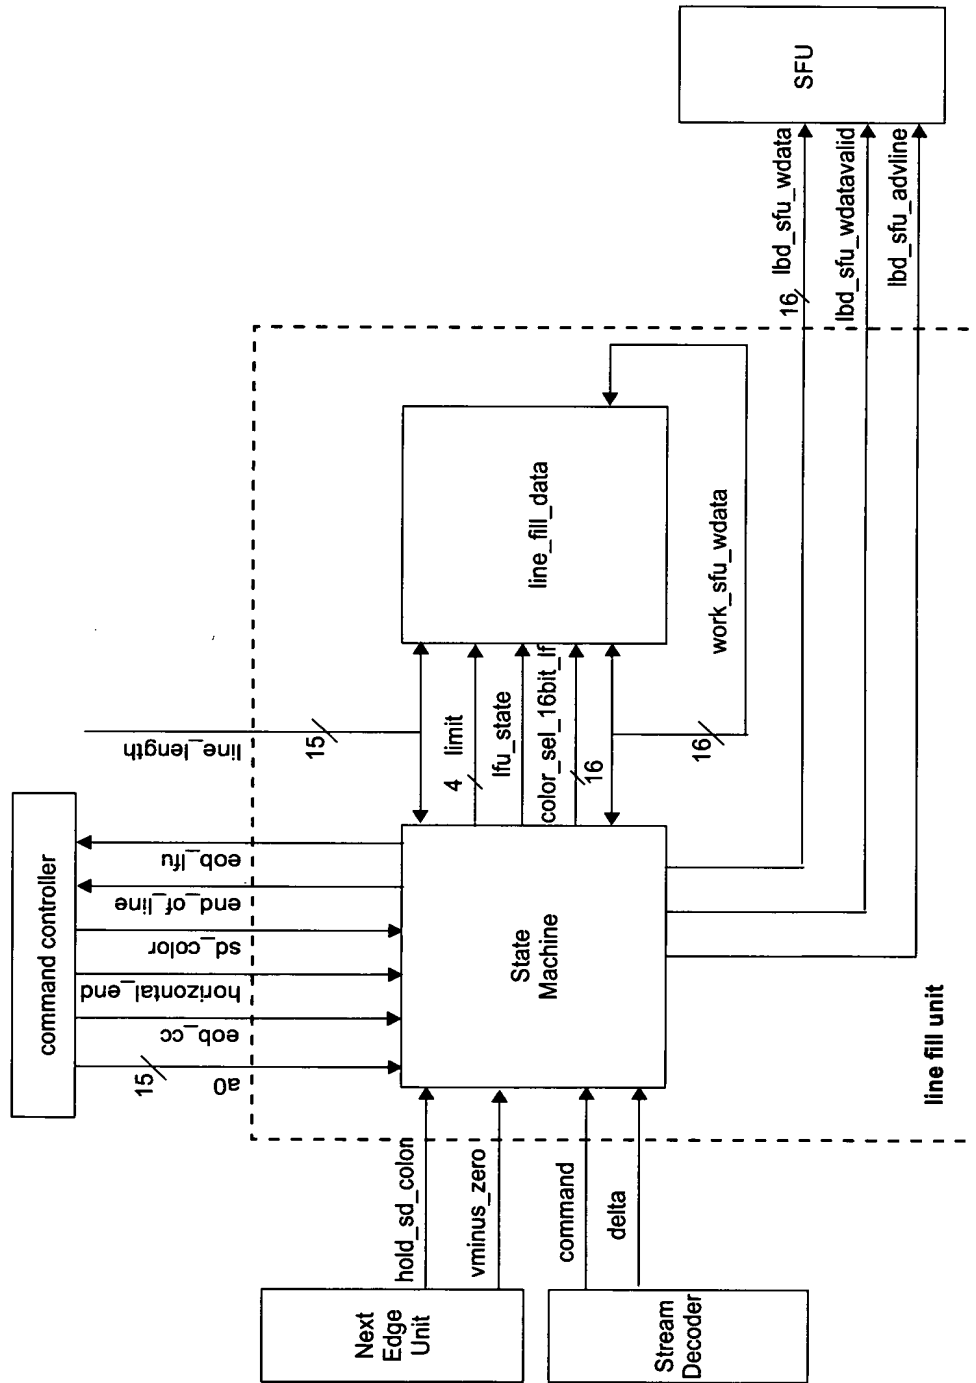 command controller
a0
15
eob_cc
horizontal_end
sd_color
end_of_line
eob_lfu
line_length
15
Next
Edge
Unit
hold_sd_colon
vminus_zero
Stream
Decoder
command
delta
State
Machine
4
limit
lfu_state
color_sel_16bit_lf
16
line_fill_data
16
work_sfu_wdata
16
lbd_sfu_wdata
lbd_sfu_wdatavalid
lbd_sfu_advline
SFU
line fill unit